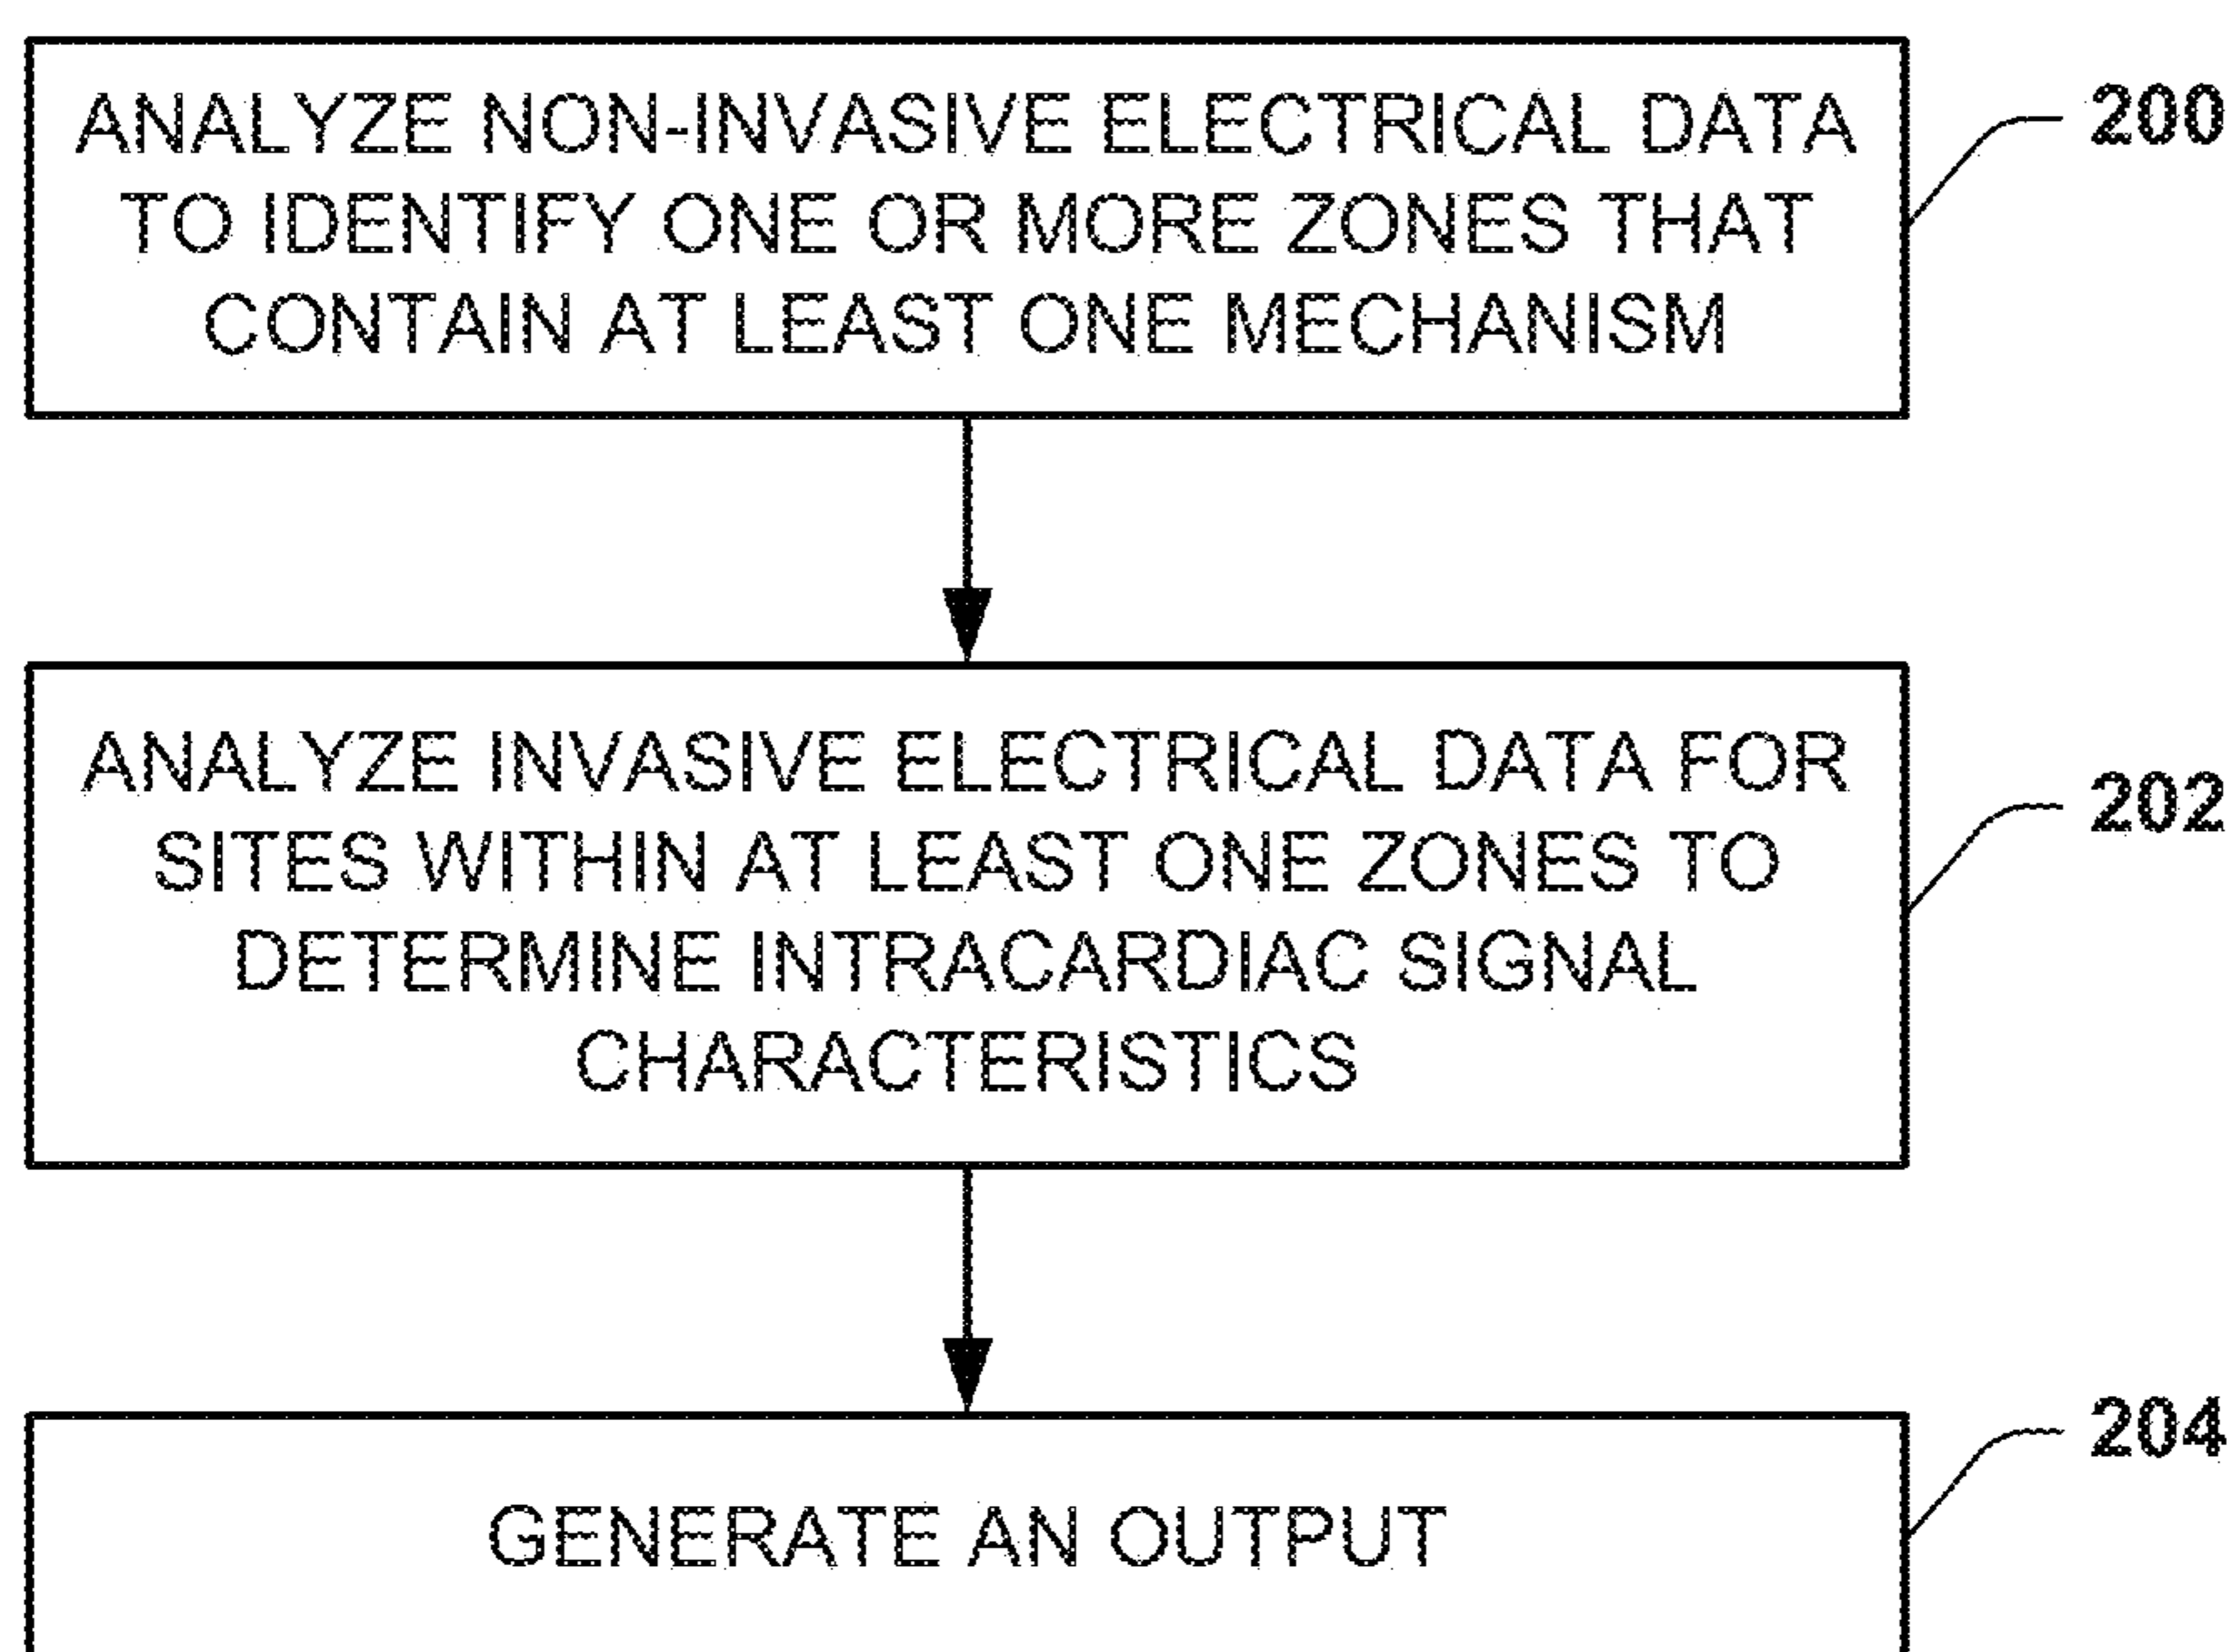 ANALYZE NON-INVASIVE ELECTRICAL DATA
TO IDENTIFY ONE OR MORE ZONES THAT
CONTAIN AT LEAST ONE MECHANISM
200
ANALYZE INVASIVE ELECTRICAL DATA FOR
SITES WITHIN AT LEAST ONE ZONES TO
DETERMINE INTRACARDIAC SIGNAL
CHARACTERISTICS
202
GENERATE AN OUTPUT
204